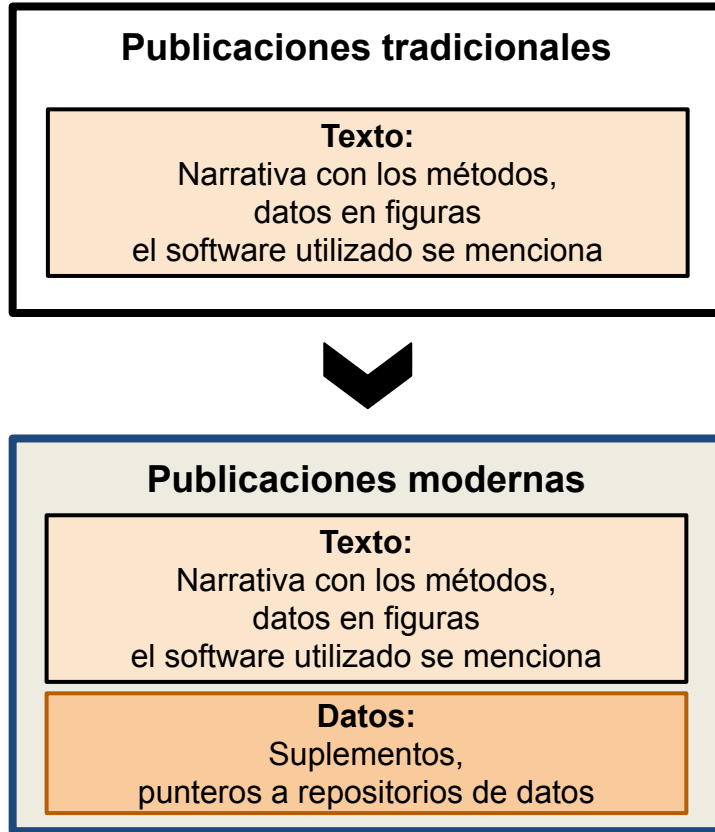 Publicaciones tradicionales
Texto:
Narrativa con los métodos,
datos en figuras
el software utilizado se menciona
Publicaciones modernas
Texto:
Narrativa con los métodos,
datos en figuras
el software utilizado se menciona
Datos:
Suplementos,
punteros a repositorios de datos